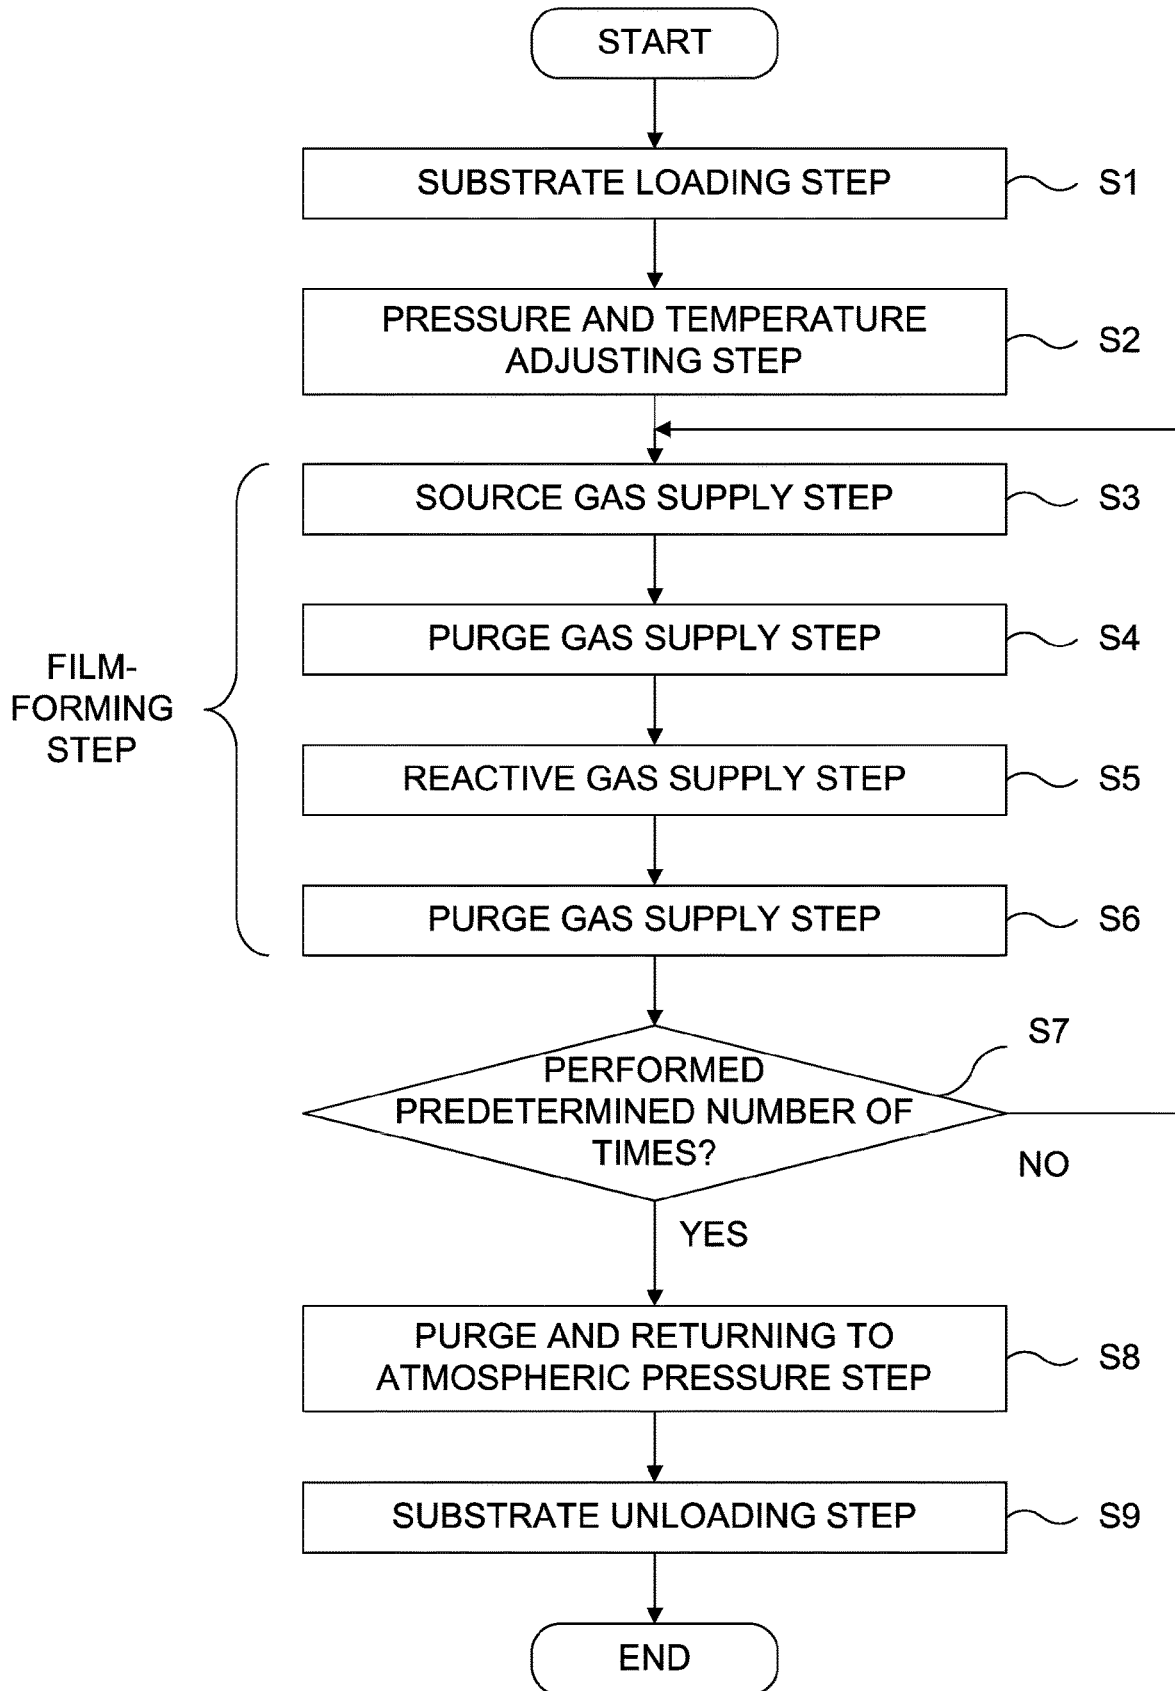 START
SUBSTRATE LOADING STEP
S1
PRESSURE AND TEMPERATURE
ADJUSTING STEP
S2
SOURCE GAS SUPPLY STEP
S3
PURGE GAS SUPPLY STEP
S4
FILM-
FORMING
STEP
REACTIVE GAS SUPPLY STEP
S5
PURGE GAS SUPPLY STEP
S6
S7
PERFORMED
PREDETERMINED NUMBER OF
TIMES?
NO
YES
PURGE AND RETURNING TO
ATMOSPHERIC PRESSURE STEP
S8
SUBSTRATE UNLOADING STEP
S9
END